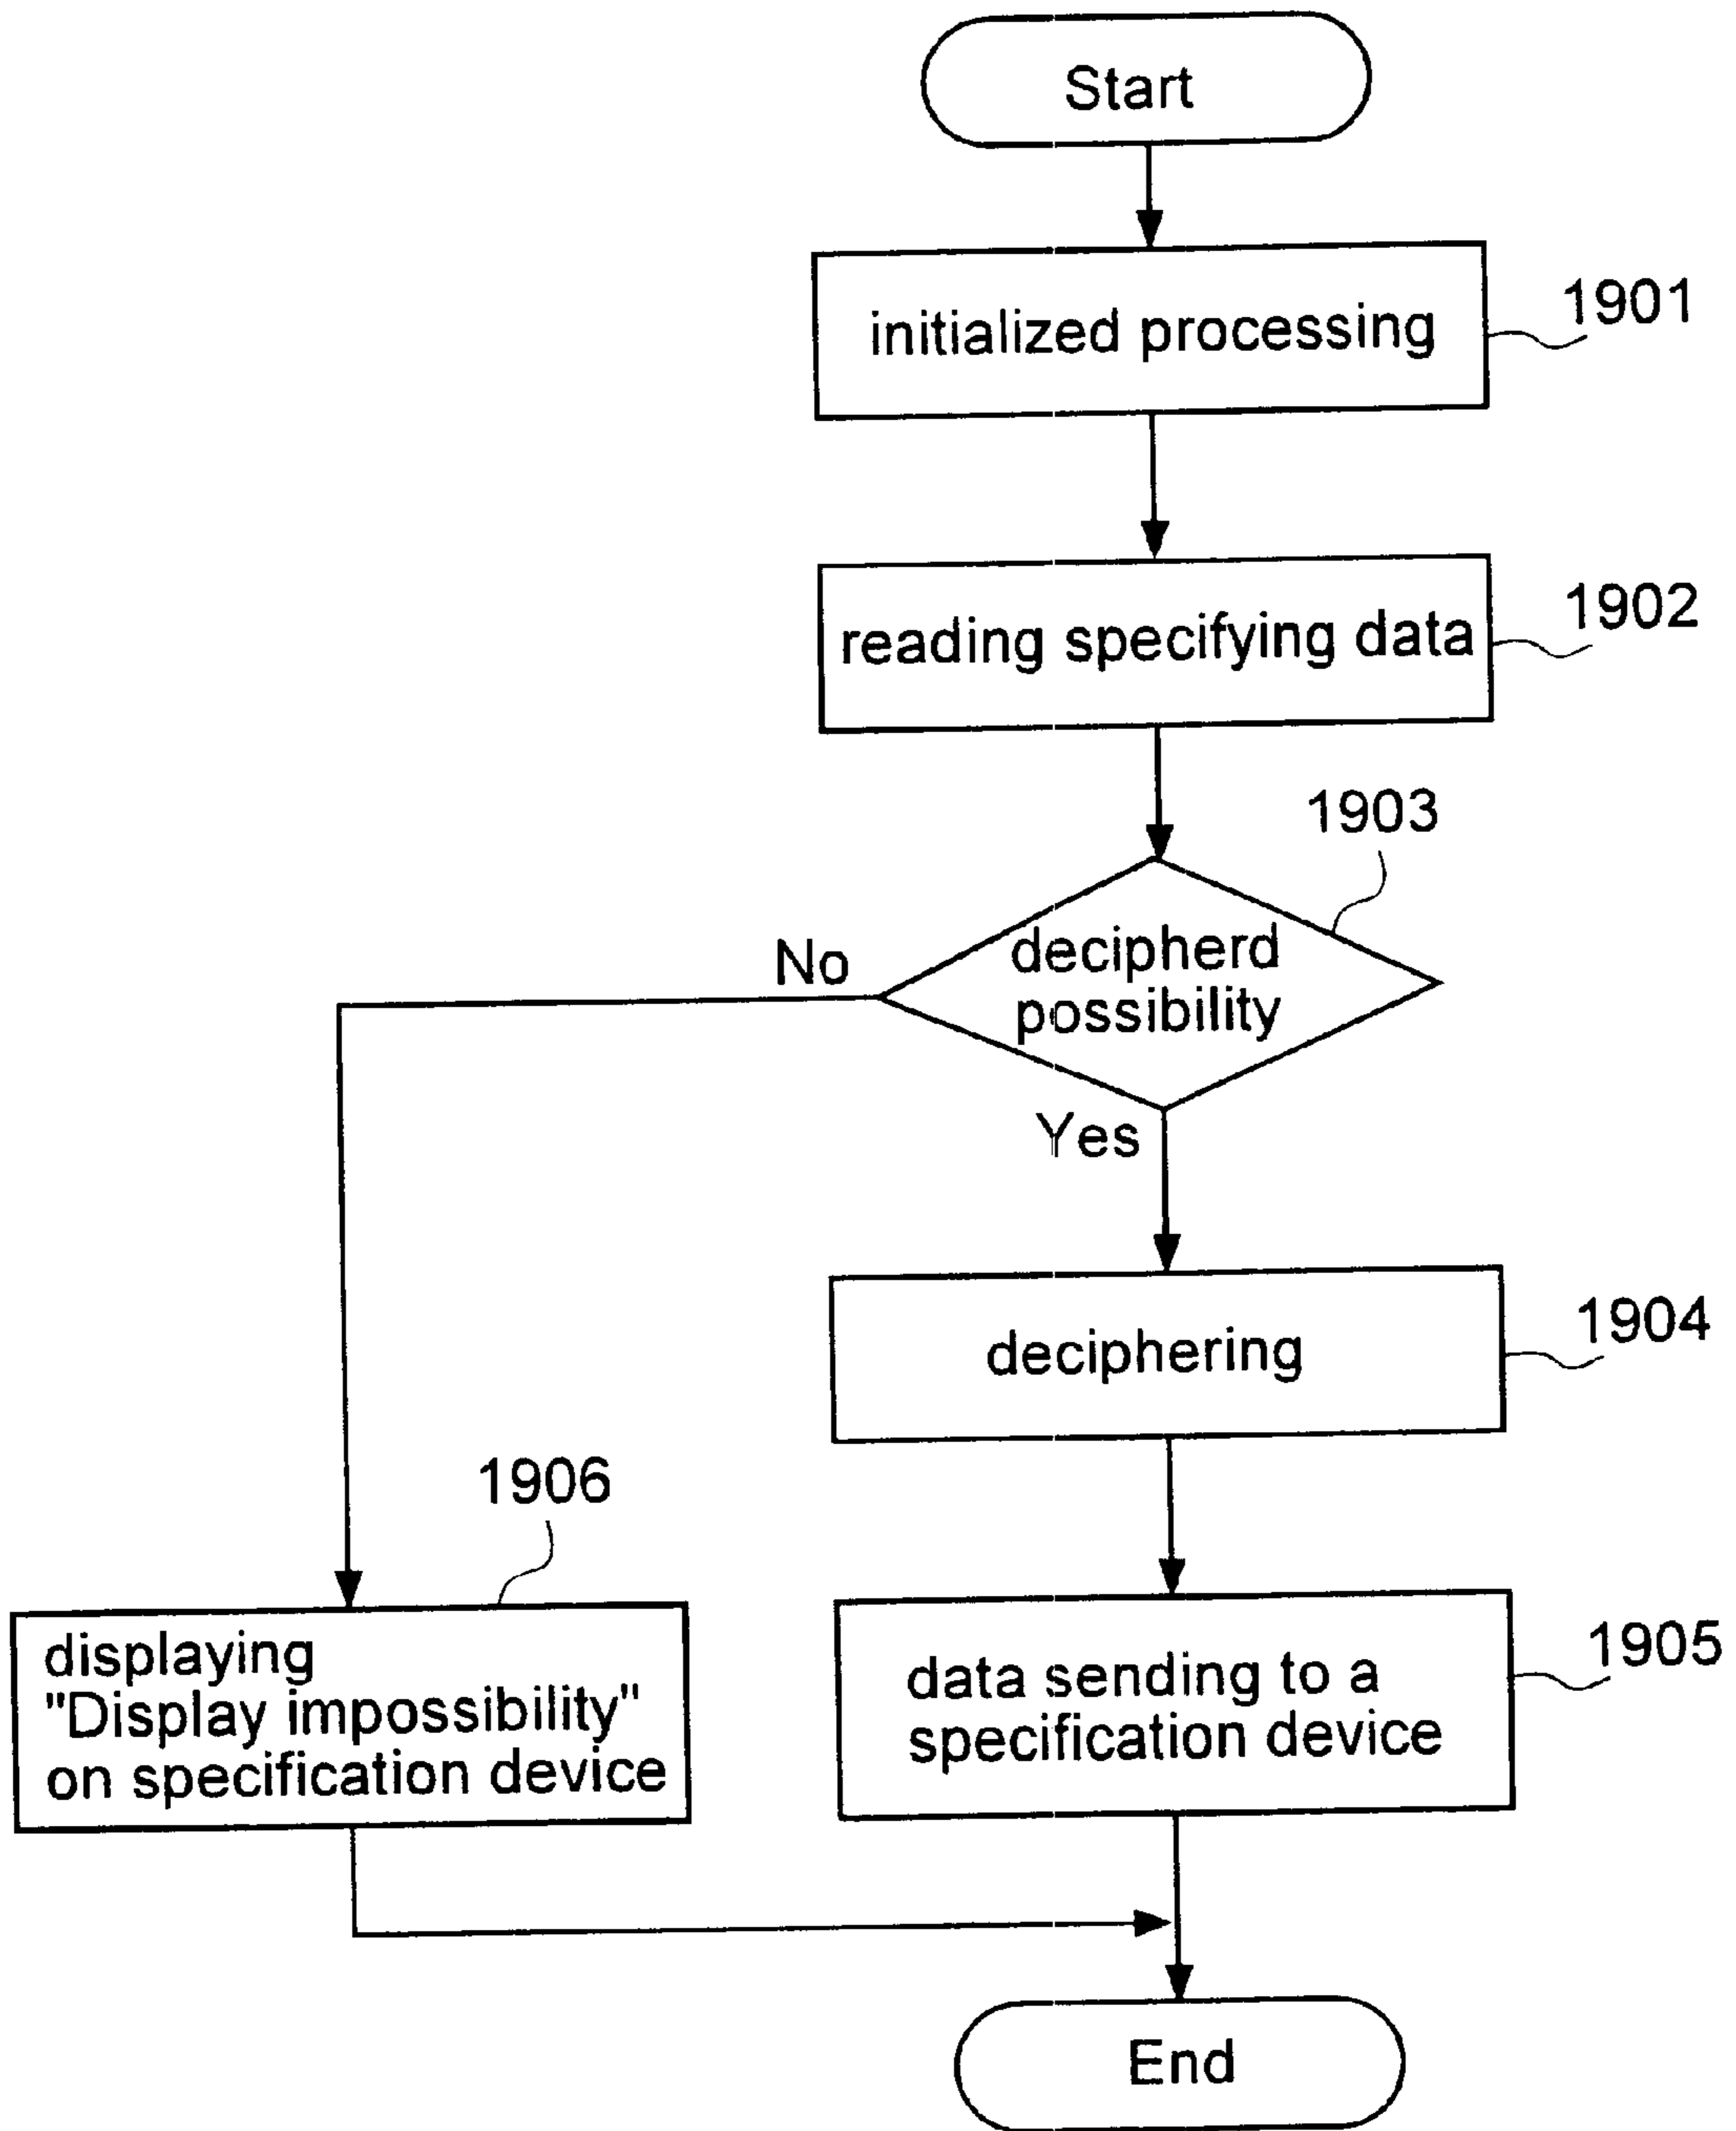 Start
initialized processing
1901
reading specifying data
1902
1903
decipherd
possibility
No
Yes
deciphering
1904
1906
displaying
"Display impossibility"
on specification device
data sending to a
specification device
1905
End